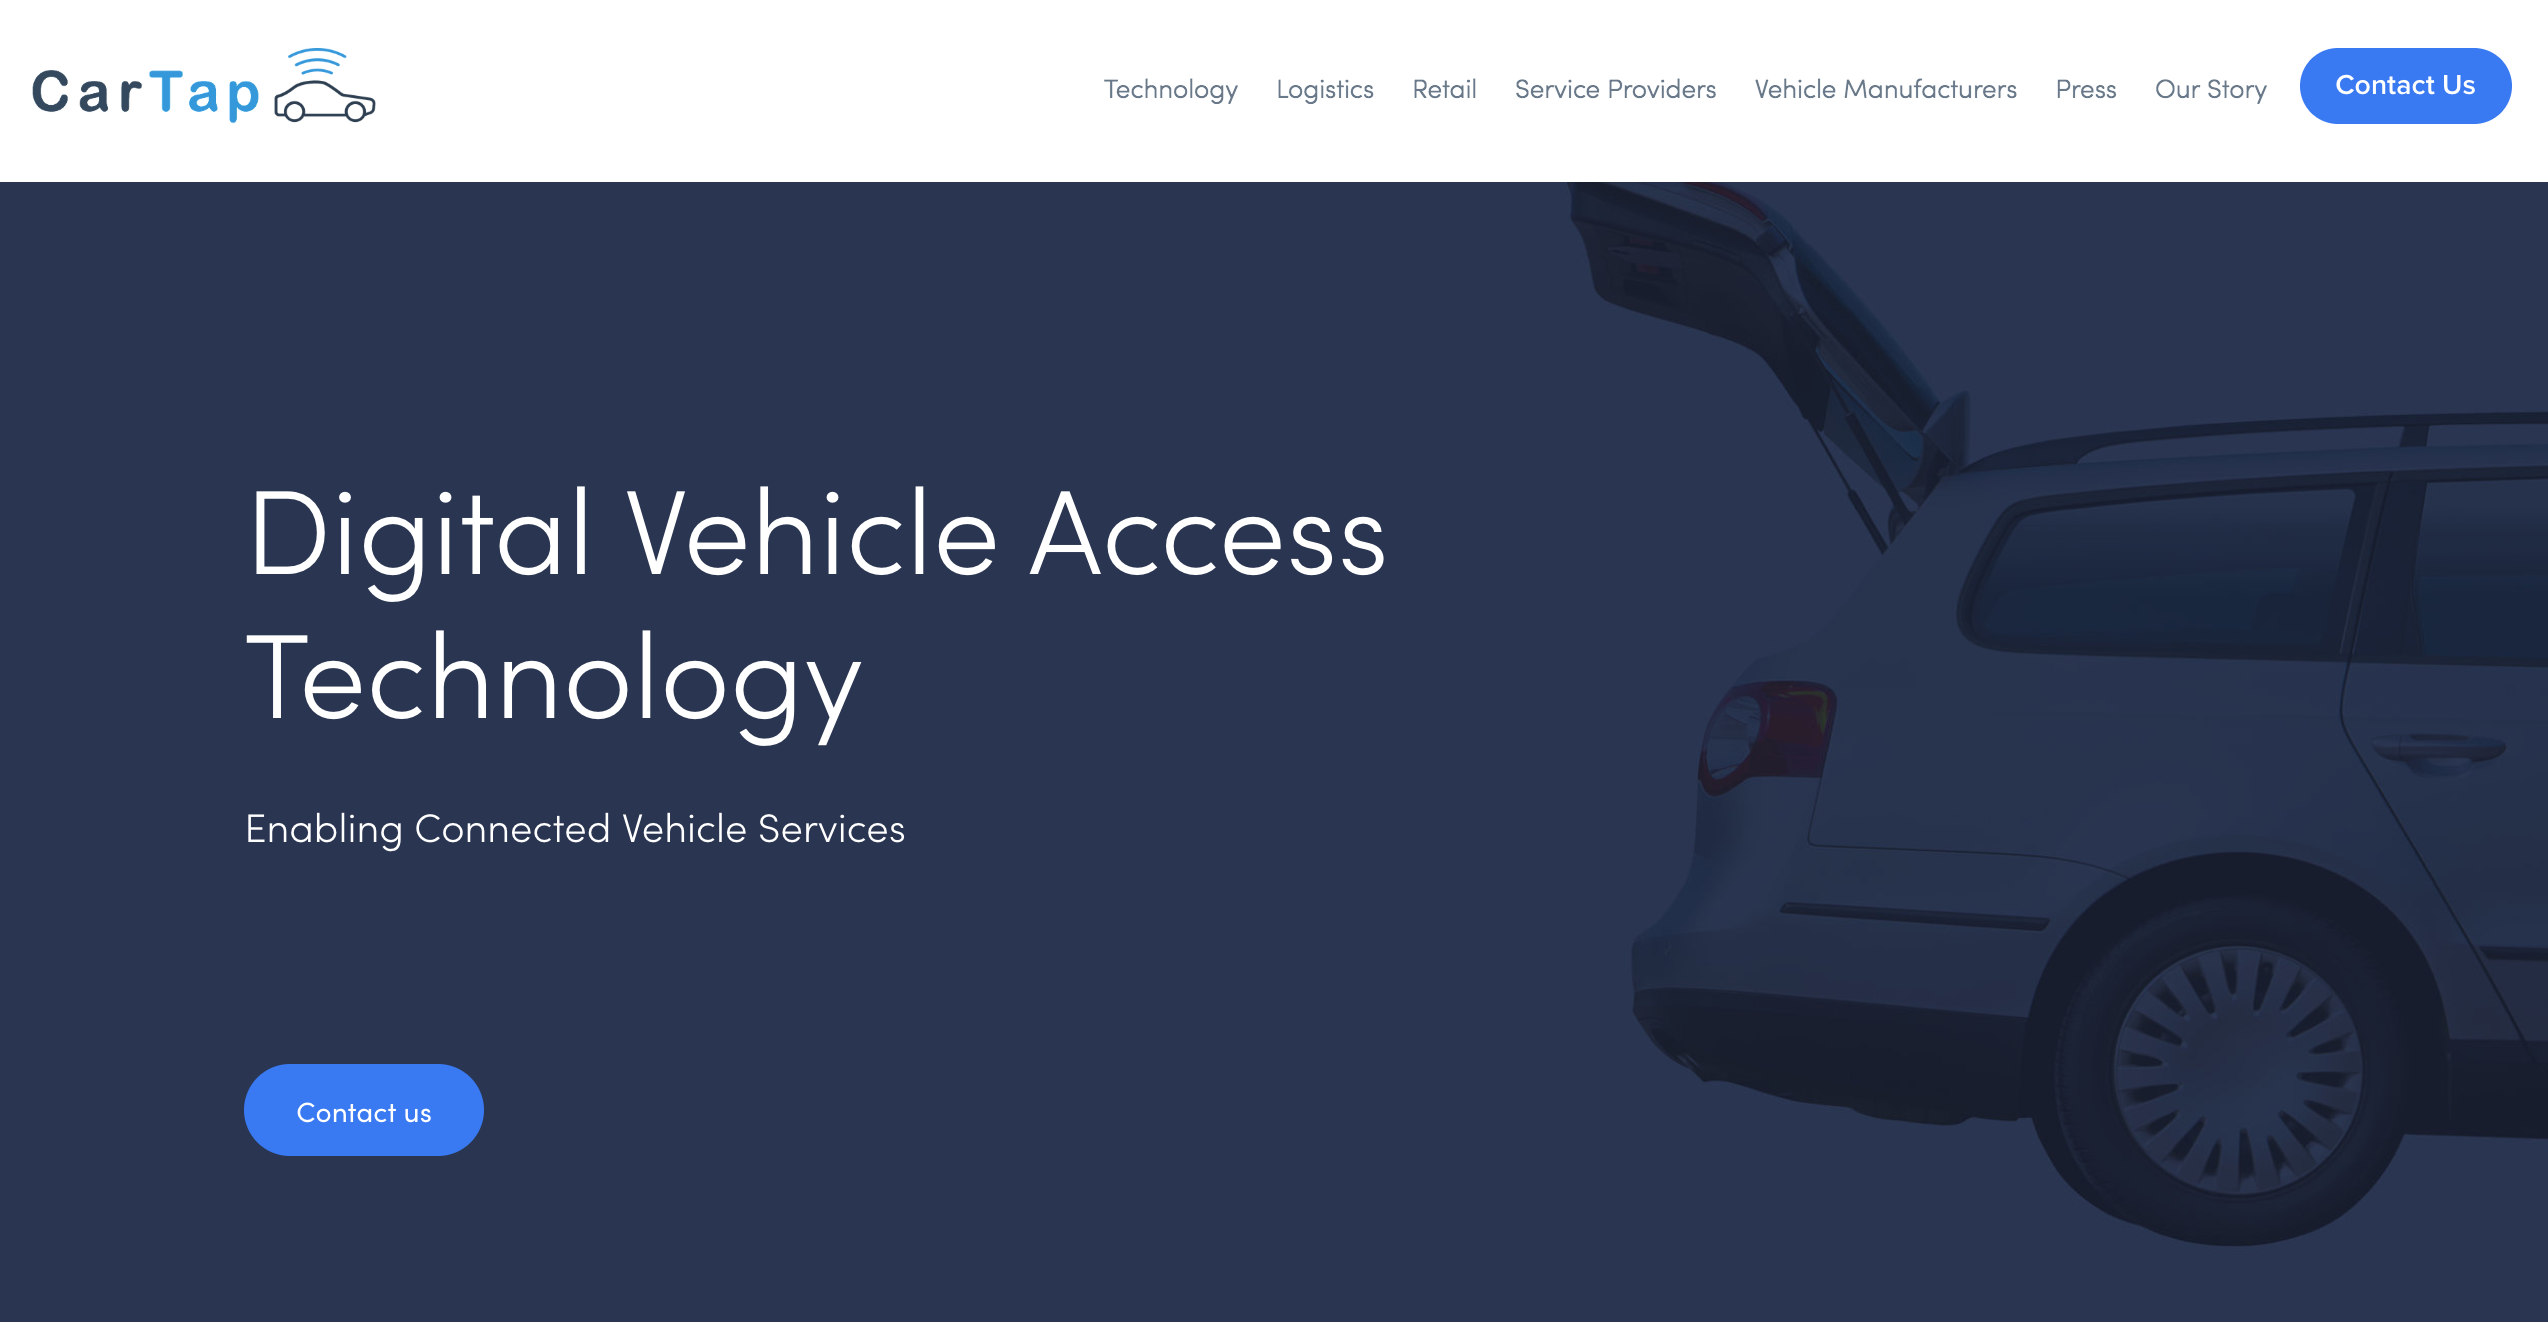 CarTap
Technology Logistics Retail Service Providers Vehicle Manufacturers Press Our Story Contact Us
Digital Vehicle Access
Technology
Enabling Connected Vehicle Services
Contact us